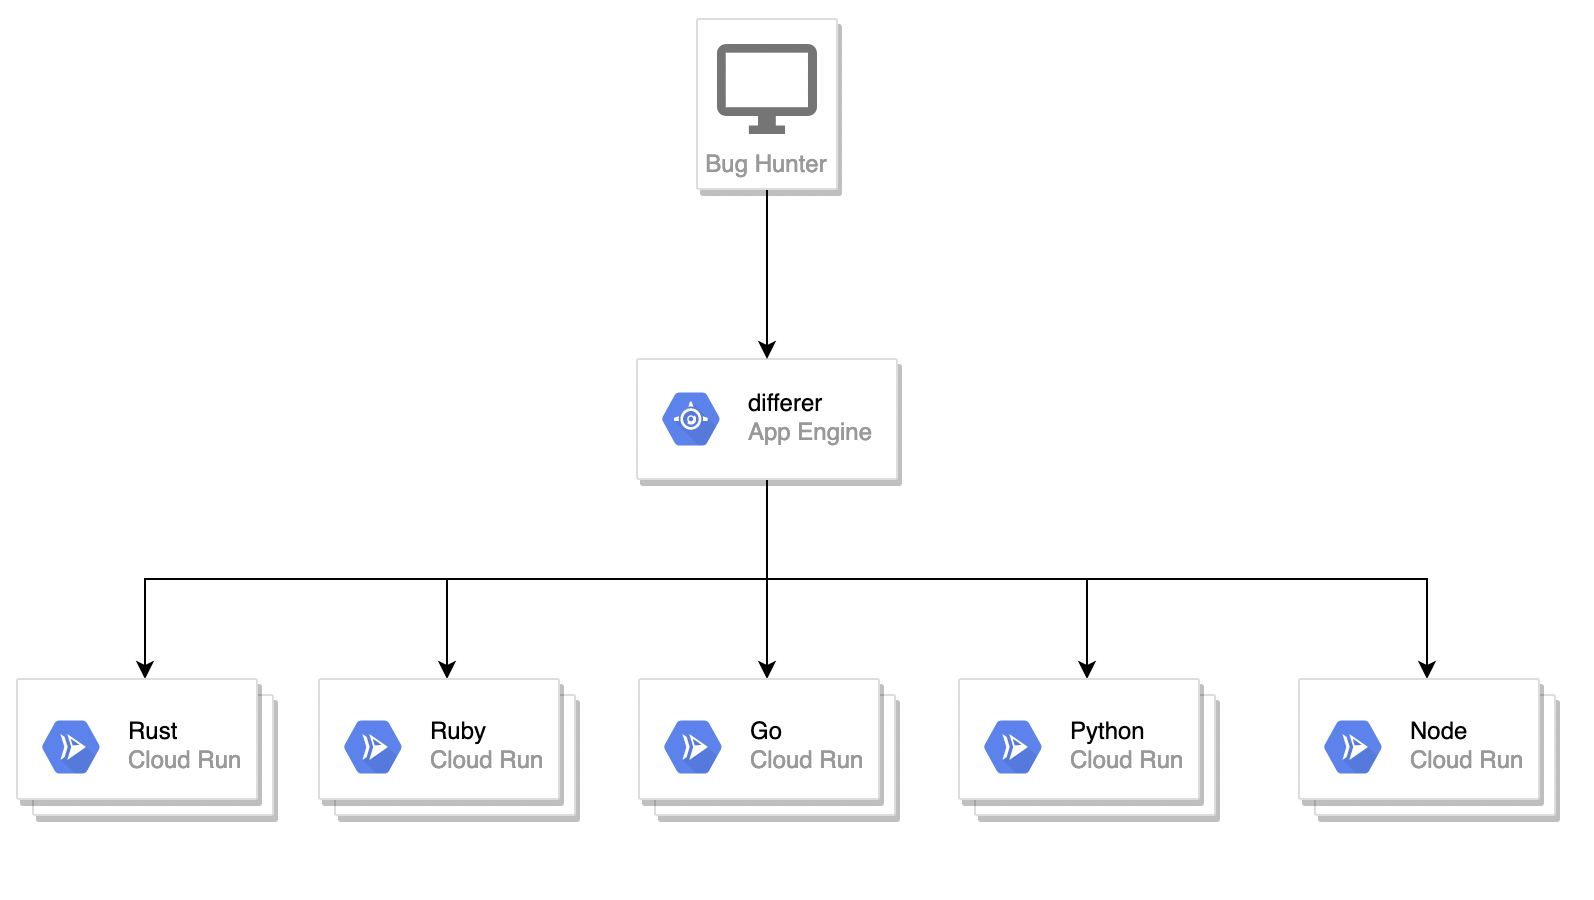 Bug Hunter
differer
App Engine
Rust
Cloud Run
Ruby
Cloud Run
Go
Cloud Run
Python
Cloud Run
Node
Cloud Run